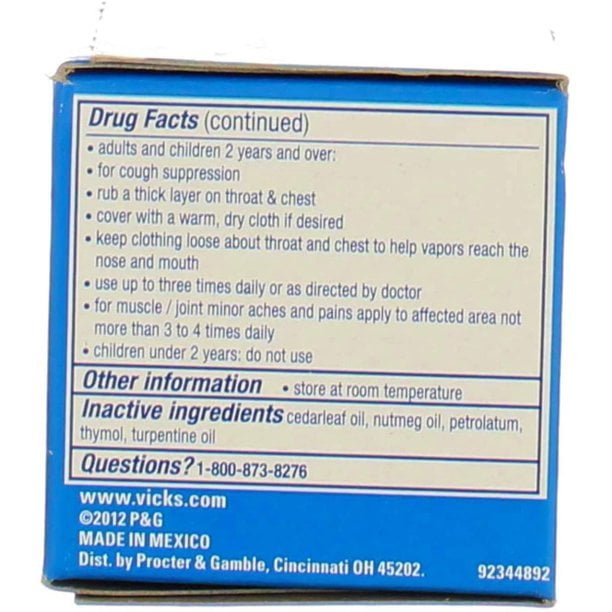 Drug Facts (continued)
• adults and children 2 years and over:
• for cough suppression
• rub a thick layer on throat & chest
• cover with a warm, dry cloth if desired
• keep clothing loose about throat and chest to help vapors reach the
nose and mouth
• use up to three times daily or as directed by doctor
• for muscle / joint minor aches and pains apply to affected area not
more than 3 to 4 times daily
• children under 2 years: do not use
Other information • store at room temperature
Inactive ingredients cedarleaf oil, nutmeg oil, petrolatum,
thymol, turpentine oil
Questions? 1-800-873-8276
www.vicks.com
©2012 P&G
MADE IN MEXICO
Dist. by Procter & Gamble, Cincinnati OH 45202.
92344892